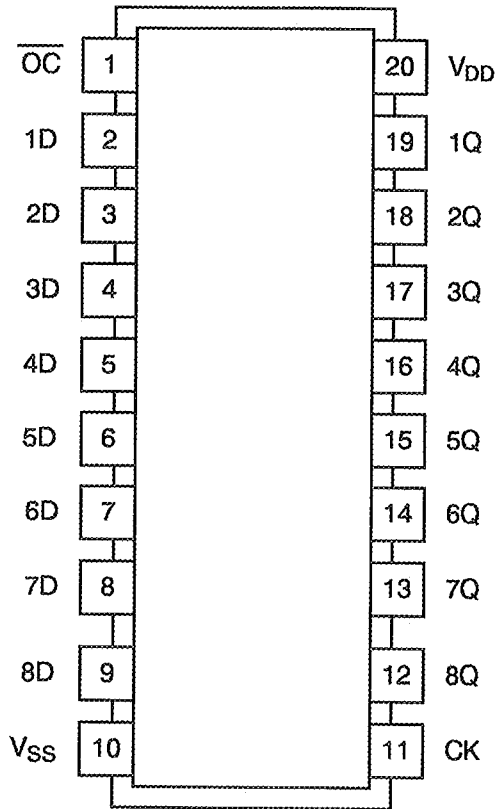 O̅C̅ 1 20 VDD
1D 2 19 1Q
2D 3 18 2Q
3D 4 17 3Q
4D 5 16 4Q
5D 6 15 5Q
6D 7 14 6Q
7D 8 13 7Q
8D 9 12 8Q
VSS 10 11 CK